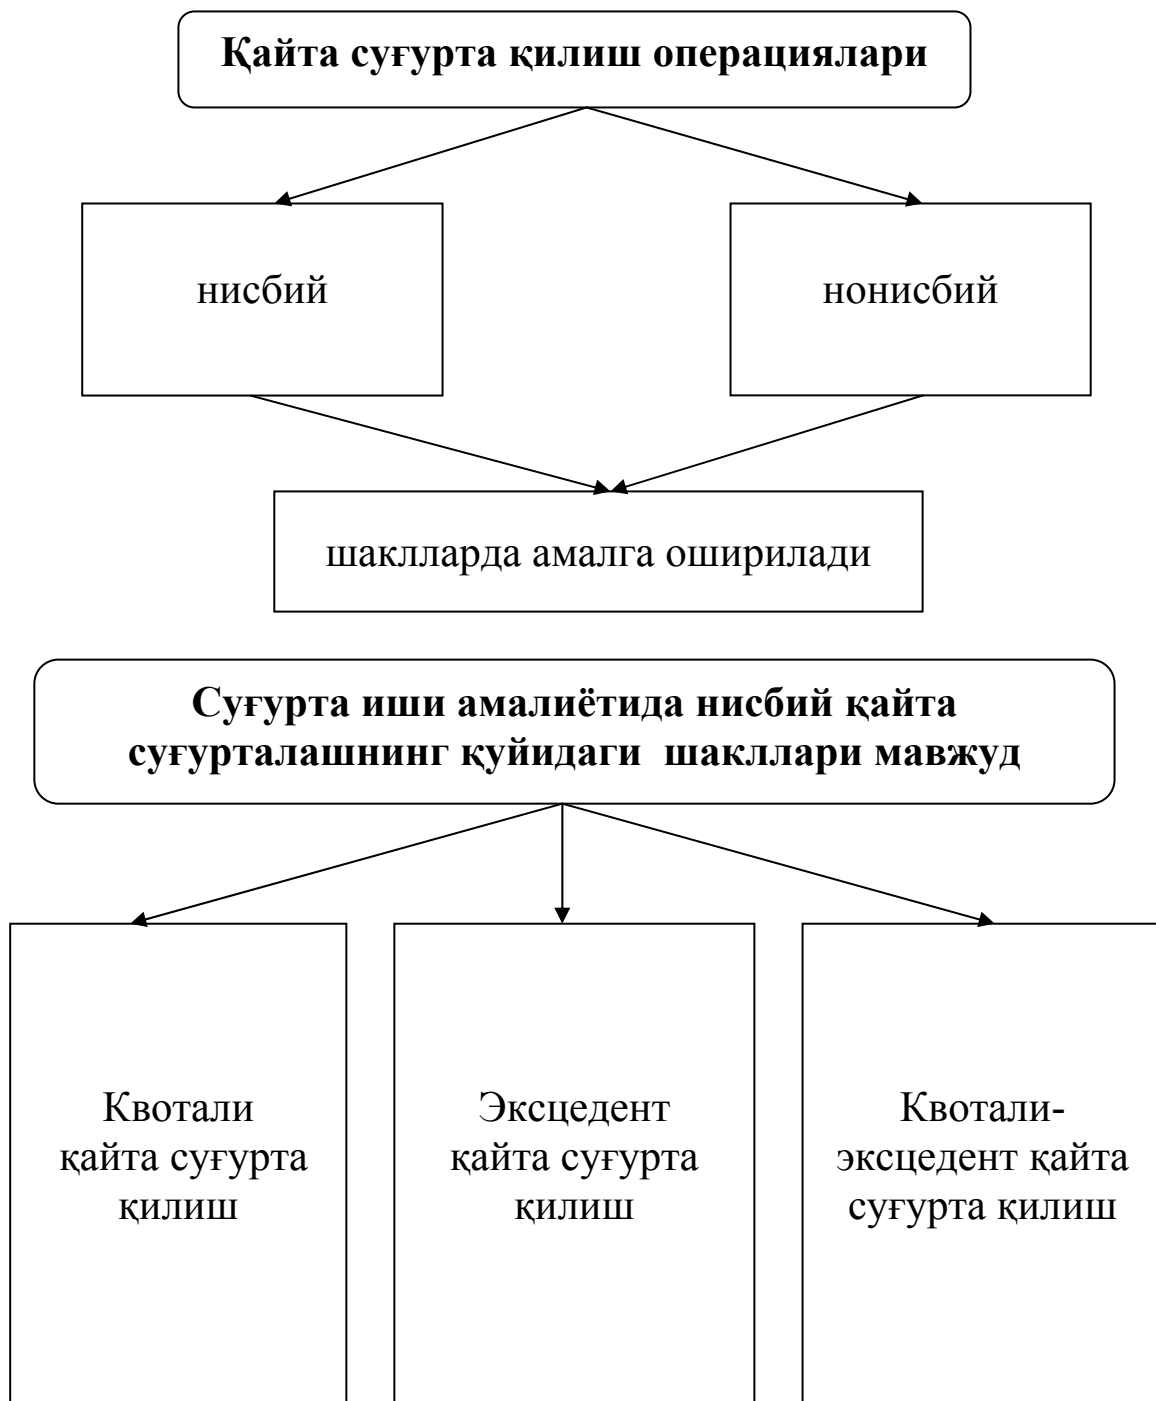 Қайта суғурта қилиш операциялари
нисбий
нонисбий
шаклларда амалга оширилади
Суғурта иши амалиётида нисбий қайта
суғурталашнинг қуйидаги шакллари мавжуд
Квотали
қайта суғурта
қилиш
Эксцедент
қайта суғурта
қилиш
Квотали-
эксцедент қайта
суғурта қилиш